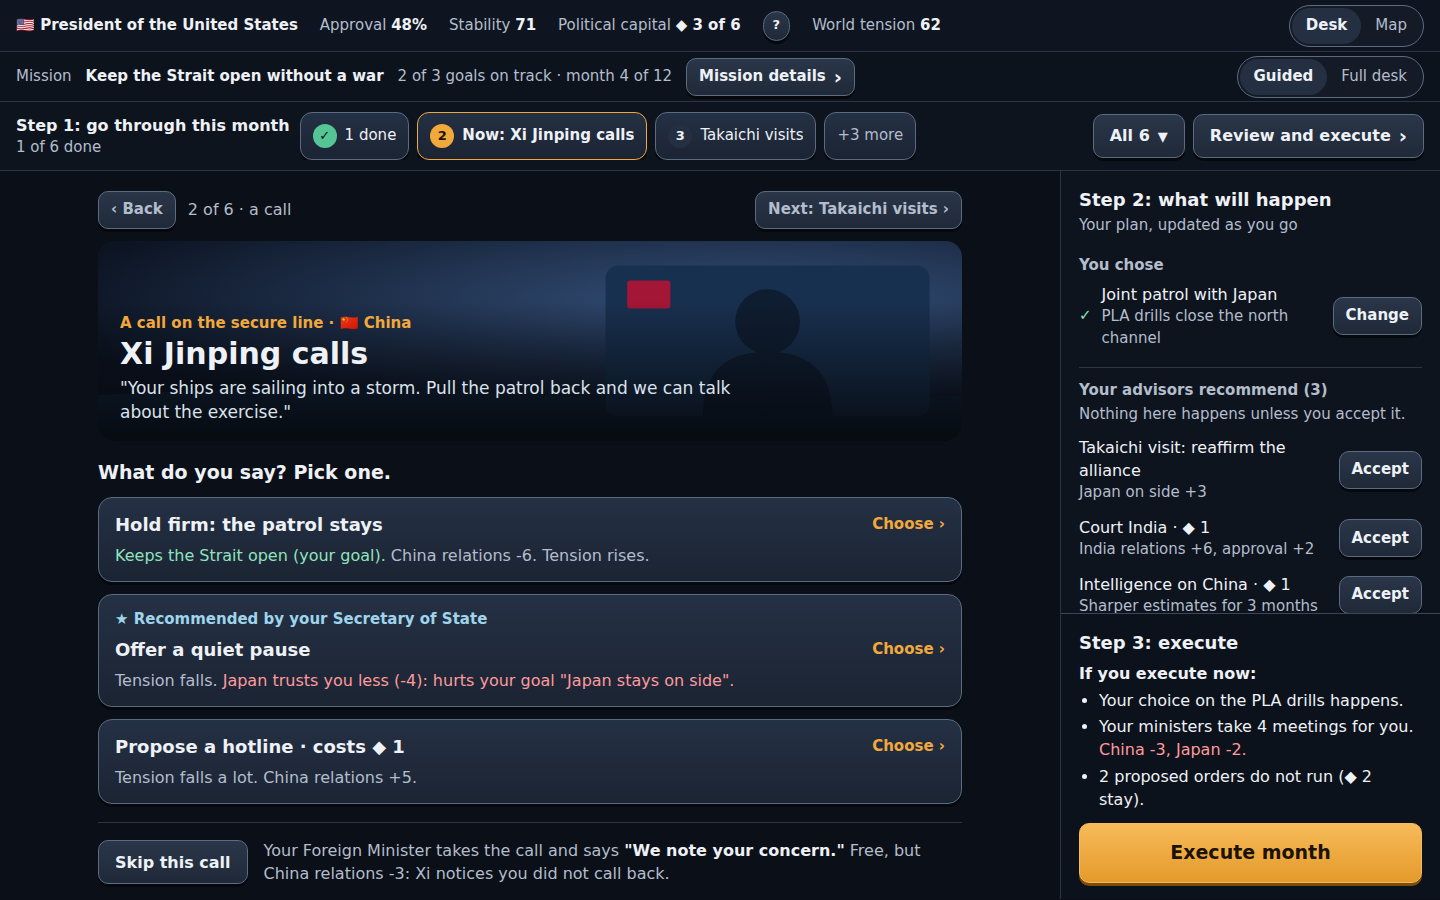 🇺🇸 President of the United States Approval 48% Stability 71 Political capital ◆ 3 of 6 ? World tension 62 Desk Map
Mission Keep the Strait open without a war 2 of 3 goals on track · month 4 of 12 Mission details › Guided Full desk
Step 1: go through this month
1 of 6 done
✓ 1 done 2 Now: Xi Jinping calls 3 Takaichi visits +3 more All 6 ▼ Review and execute ›
‹ Back 2 of 6 · a call Next: Takaichi visits ›
A call on the secure line · 🇨🇳 China
Xi Jinping calls
"Your ships are sailing into a storm. Pull the patrol back and we can talk
about the exercise."
What do you say? Pick one.
Hold firm: the patrol stays Choose ›
Keeps the Strait open (your goal). China relations -6. Tension rises.
★ Recommended by your Secretary of State
Offer a quiet pause Choose ›
Tension falls. Japan trusts you less (-4): hurts your goal "Japan stays on side".
Propose a hotline · costs ◆ 1 Choose ›
Tension falls a lot. China relations +5.
Skip this call
Your Foreign Minister takes the call and says "We note your concern." Free, but
China relations -3: Xi notices you did not call back.
Step 2: what will happen
Your plan, updated as you go
You chose
✓ Joint patrol with Japan
PLA drills close the north
channel
Change
Your advisors recommend (3)
Nothing here happens unless you accept it.
Takaichi visit: reaffirm the
alliance
Japan on side +3
Accept
Court India · ◆ 1
India relations +6, approval +2
Accept
Intelligence on China · ◆ 1
Sharper estimates for 3 months
Accept
Step 3: execute
If you execute now:
• Your choice on the PLA drills happens.
• Your ministers take 4 meetings for you.
China -3, Japan -2.
• 2 proposed orders do not run (◆ 2
stay).
Execute month